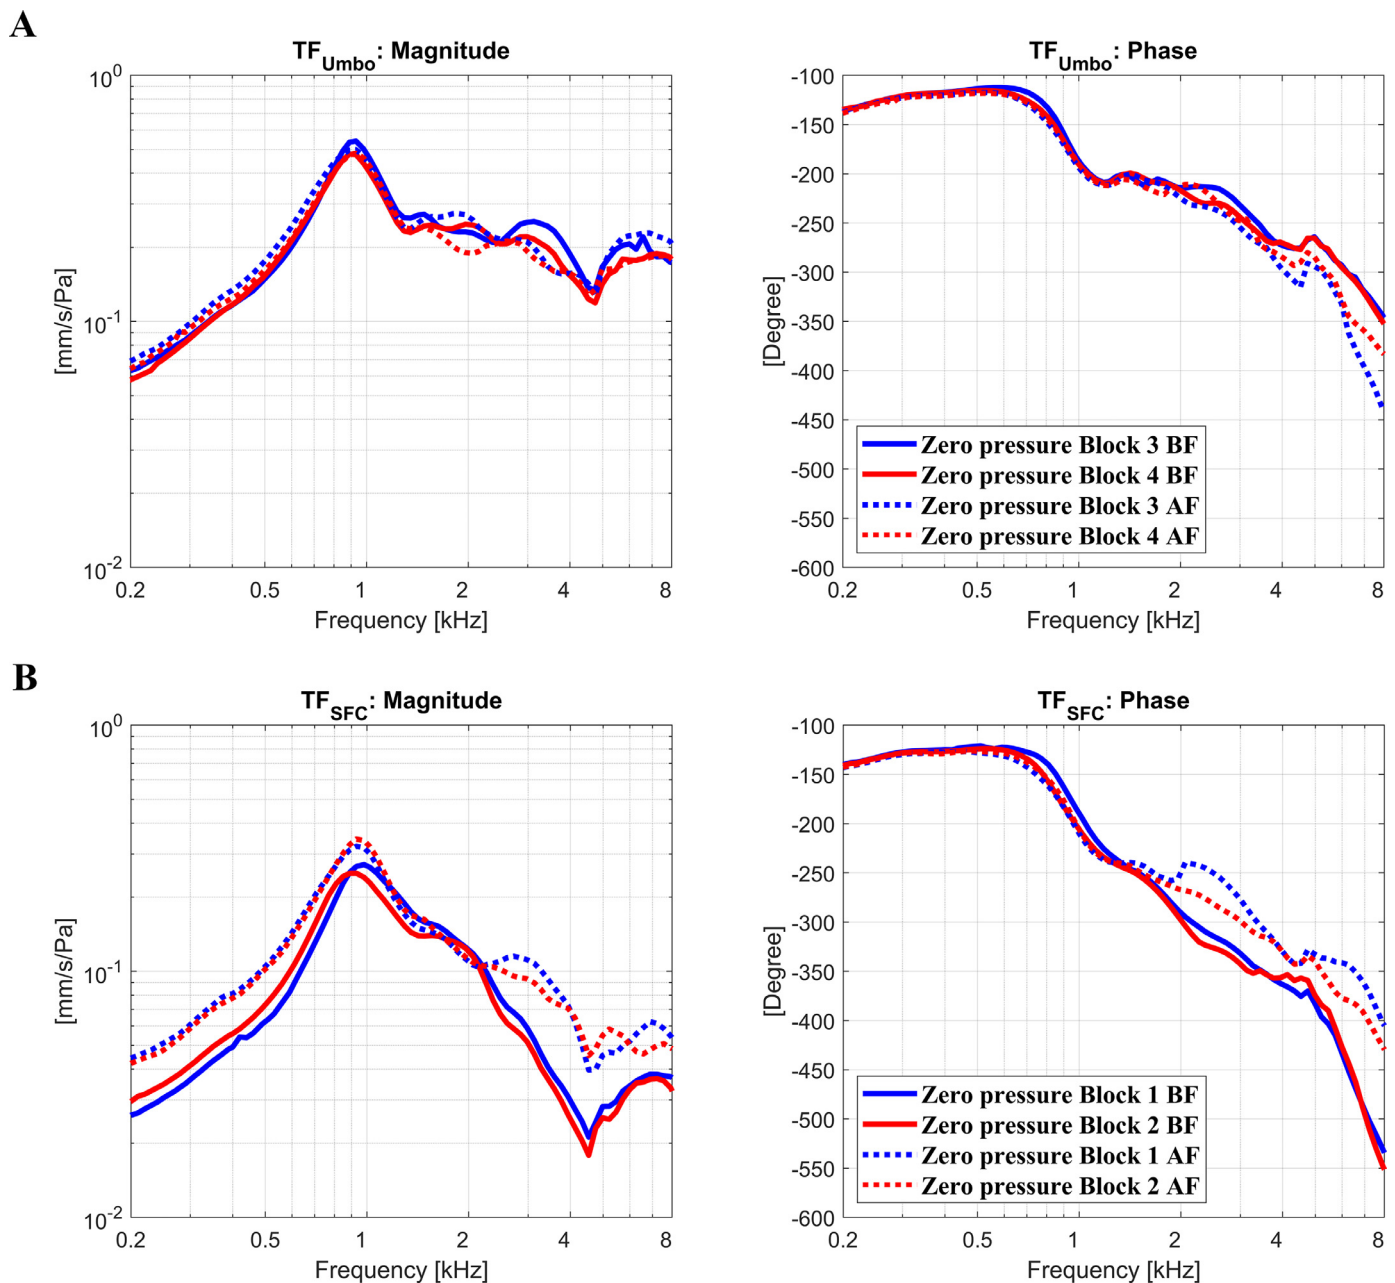 A
TF_Umbo: Magnitude
10^0
10^-1
10^-2
[mm/s/Pa]
0.2 0.5 1 2 4 8
Frequency [kHz]
TF_Umbo: Phase
-100
-150
-200
-250
-300
-350
-400
-450
-500
-550
-600
[Degree]
Zero pressure Block 3 BF
Zero pressure Block 4 BF
Zero pressure Block 3 AF
Zero pressure Block 4 AF
0.2 0.5 1 2 4 8
Frequency [kHz]
B
TF_SFC: Magnitude
10^0
10^-1
10^-2
[mm/s/Pa]
0.2 0.5 1 2 4 8
Frequency [kHz]
TF_SFC: Phase
-100
-150
-200
-250
-300
-350
-400
-450
-500
-550
-600
[Degree]
Zero pressure Block 1 BF
Zero pressure Block 2 BF
Zero pressure Block 1 AF
Zero pressure Block 2 AF
0.2 0.5 1 2 4 8
Frequency [kHz]